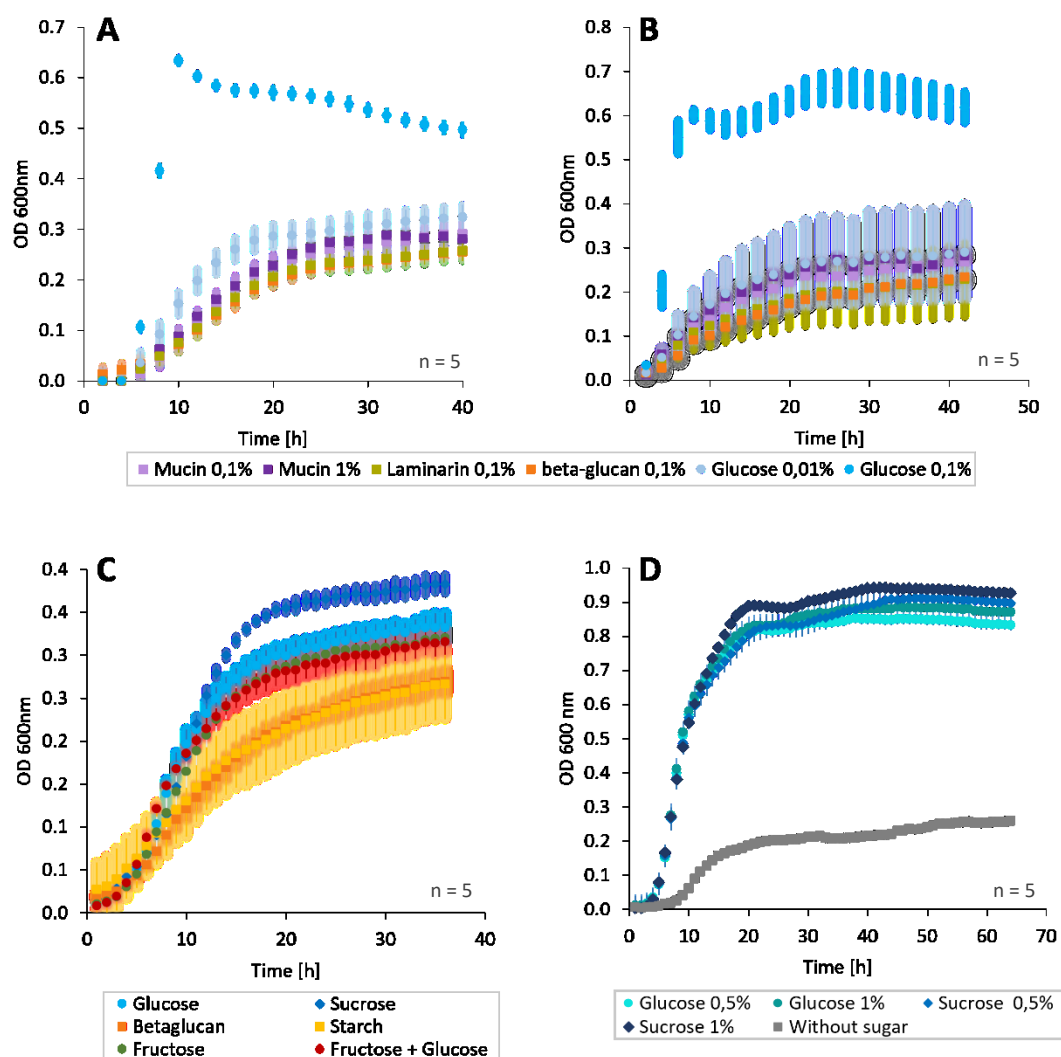 A
0.7
0.6
0.5
0.4
0.3
0.2
0.1
0.0
OD 600nm
0
10
20
30
40
Time [h]
n = 5
B
0.8
0.7
0.6
0.5
0.4
0.3
0.2
0.1
0.0
OD 600nm
0
10
20
30
40
50
Time [h]
n = 5
Mucin 0,1% Mucin 1% Laminarin 0,1% beta-glucan 0,1% Glucose 0,01% Glucose 0,1%
C
0.4
0.4
0.3
0.3
0.2
0.2
0.1
0.1
0.0
OD 600nm
0
10
20
30
40
Time [h]
n = 5
Glucose Sucrose
Betaglucan Starch
Fructose Fructose + Glucose
D
1.0
0.9
0.8
0.7
0.6
0.5
0.4
0.3
0.2
0.1
0.0
OD 600 nm
0
10
20
30
40
50
60
70
Time [h]
n = 5
Glucose 0,5% Glucose 1% Sucrose 0,5%
Sucrose 1% Without sugar